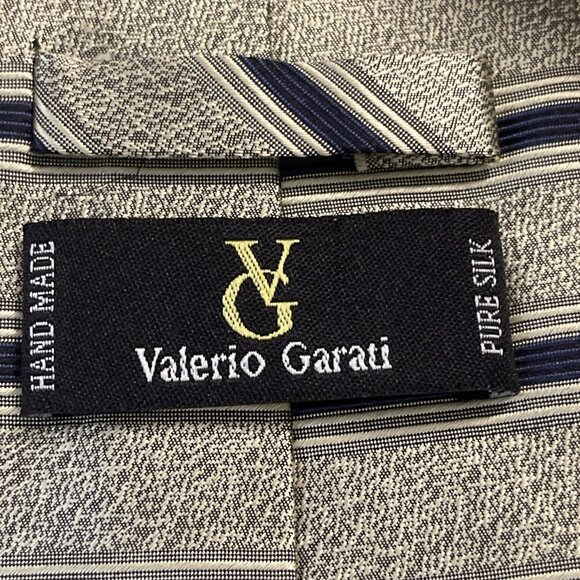 HAND MADE
VG
Valerio Garati
PURE SILK